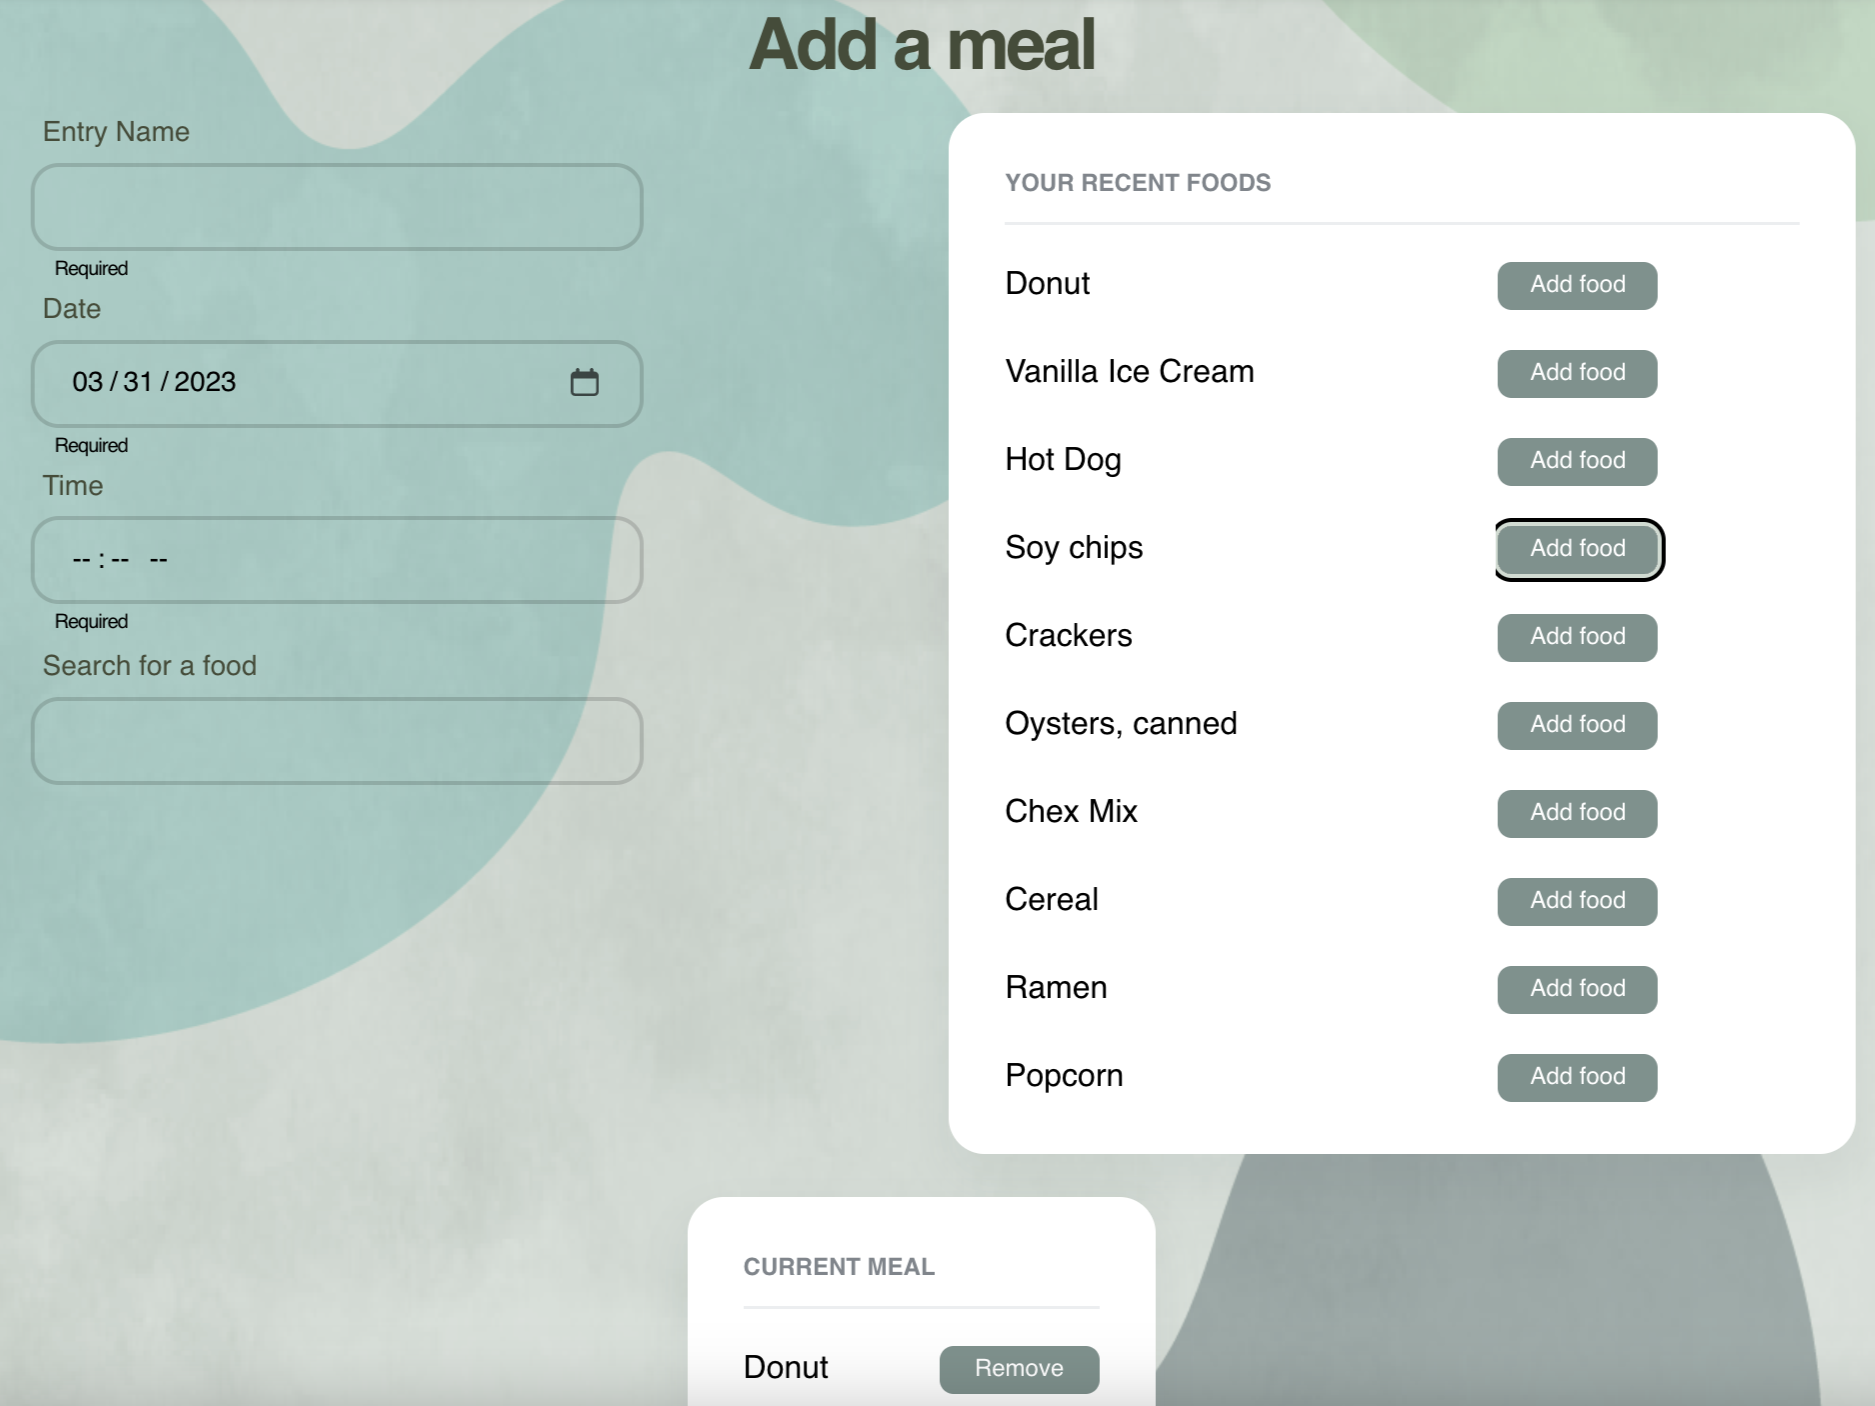 Add a meal
Entry Name
Required
Date
03 / 31 / 2023
Required
Time
-- : -- --
Required
Search for a food
YOUR RECENT FOODS
Donut Add food
Vanilla Ice Cream Add food
Hot Dog Add food
Soy chips Add food
Crackers Add food
Oysters, canned Add food
Chex Mix Add food
Cereal Add food
Ramen Add food
Popcorn Add food
CURRENT MEAL
Donut Remove